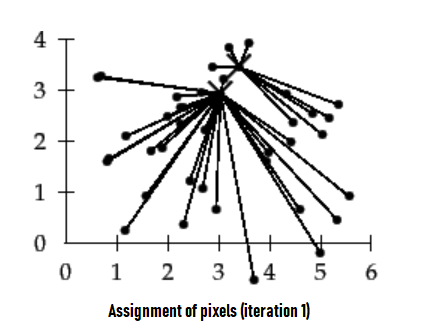 4
3
2
1
0
0 1 2 3 4 5 6
Assignment of pixels (iteration 1)